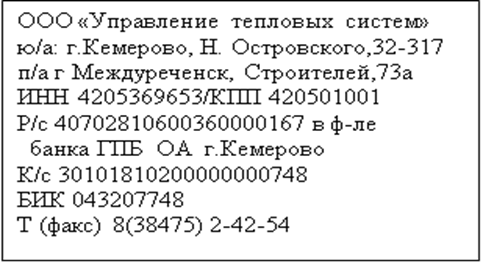 ООО «Управление тепловых систем»
ю/а: г.Кемерово, Н. Островского,32-317
п/а г Междуреченск, Строителей,73а
ИНН 4205369653/КПП 420501001
Р/с 40702810600360000167 в ф-ле
банка ГПБ ОА г.Кемерово
К/с 30101810200000000748
БИК 043207748
Т (факс) 8(38475) 2-42-54